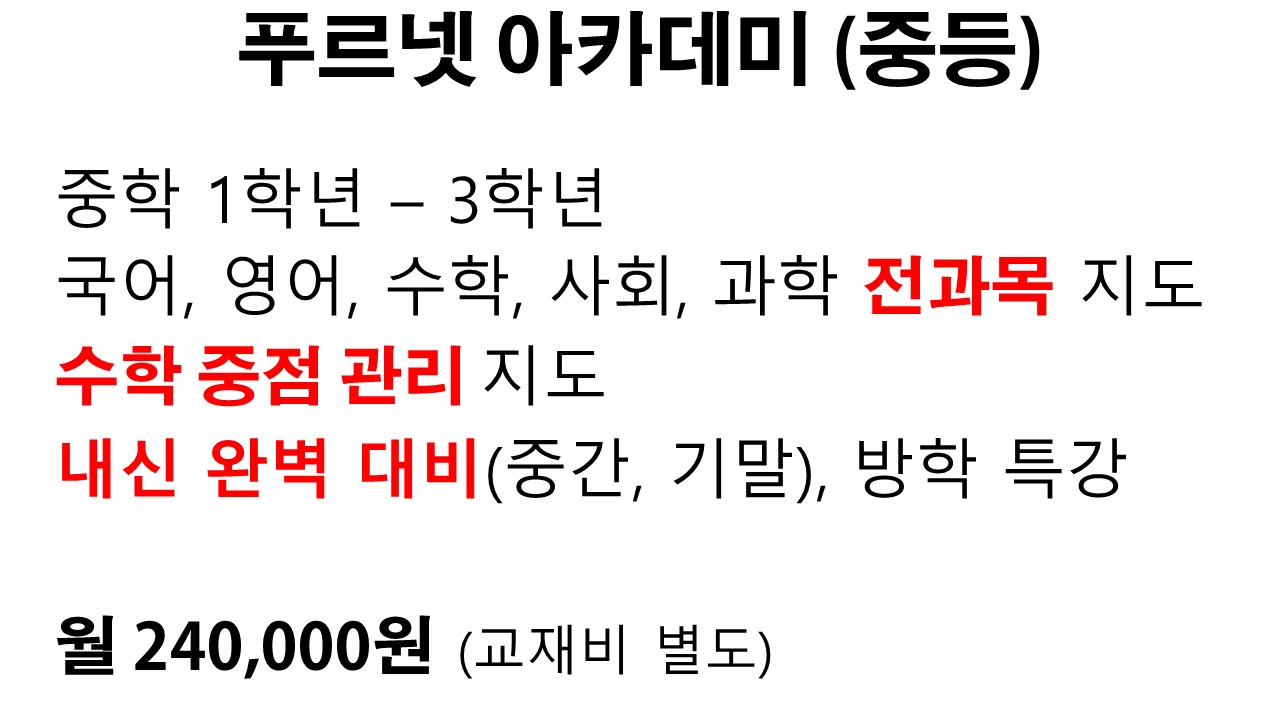 푸르넷 아카데미 (중등)
중학 1학년 – 3학년
국어, 영어, 수학, 사회, 과학 전과목 지도
수학 중점 관리 지도
내신 완벽 대비(중간, 기말), 방학 특강
월 240,000원 (교재비 별도)